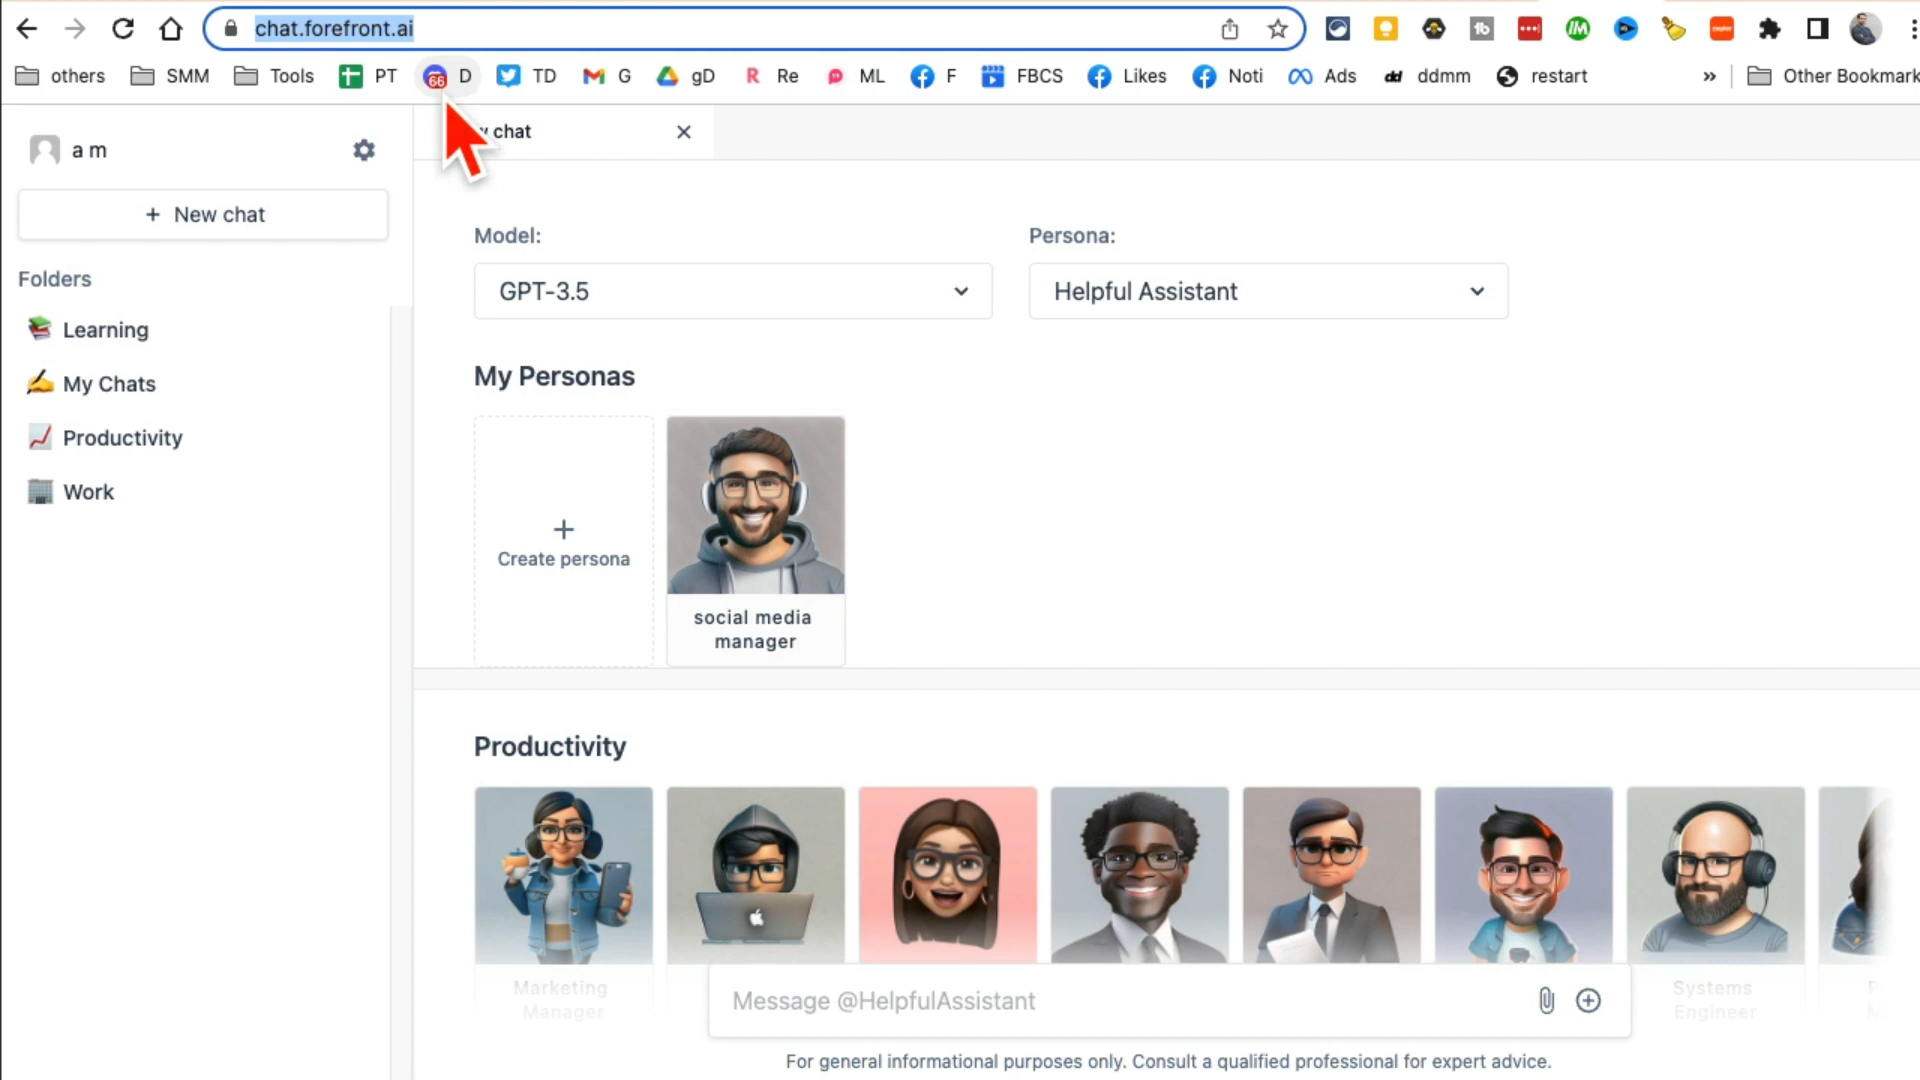 chat.forefront.ai
others SMM Tools PT 66 D TD G gD Re ML F FBCS Likes Noti Ads ddmm restart » Other Bookmark
a m
chat
+ New chat
Model: Persona:
GPT-3.5 Helpful Assistant
Folders
Learning
My Chats
Productivity
Work
My Personas
+
Create persona
social media
manager
Productivity
Marketing
Manager
Systems
Engineer
Message @HelpfulAssistant
For general informational purposes only. Consult a qualified professional for expert advice.